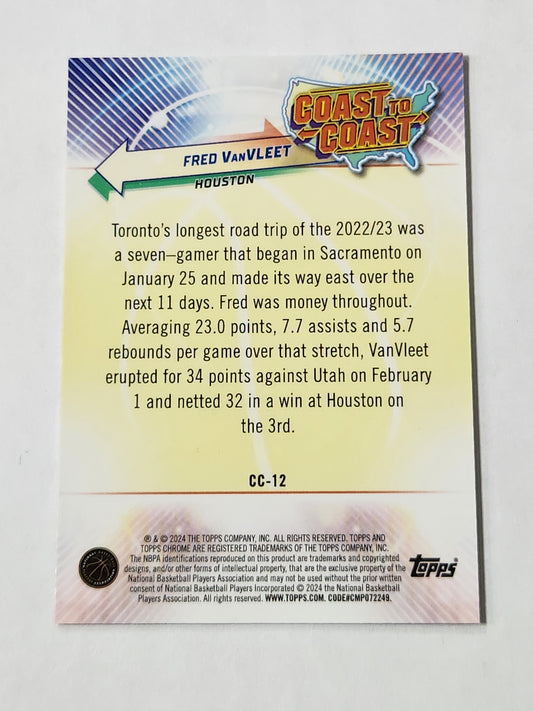 COAST TO
COAST
FRED VANVLEET
HOUSTON
Toronto's longest road trip of the 2022/23 was
a seven–gamer that began in Sacramento on
January 25 and made its way east over the
next 11 days. Fred was money throughout.
Averaging 23.0 points, 7.7 assists and 5.7
rebounds per game over that stretch, VanVleet
erupted for 34 points against Utah on February
1 and netted 32 in a win at Houston on
the 3rd.
CC-12
® & © 2024 THE TOPPS COMPANY, INC. ALL RIGHTS RESERVED. TOPPS AND
TOPPS CHROME ARE REGISTERED TRADEMARKS OF THE TOPPS COMPANY, INC.
The NBPA identifications reproduced on this product are trademarks and copyrighted
designs, and/or other forms of intellectual property, that are the exclusive property of the
National Basketball Players Association and may not be used without the prior written
consent of National Basketball Players Incorporated © 2024 the National Basketball
Players Association. All rights reserved. WWW.TOPPS.COM. CODE#CMP072249.
topps